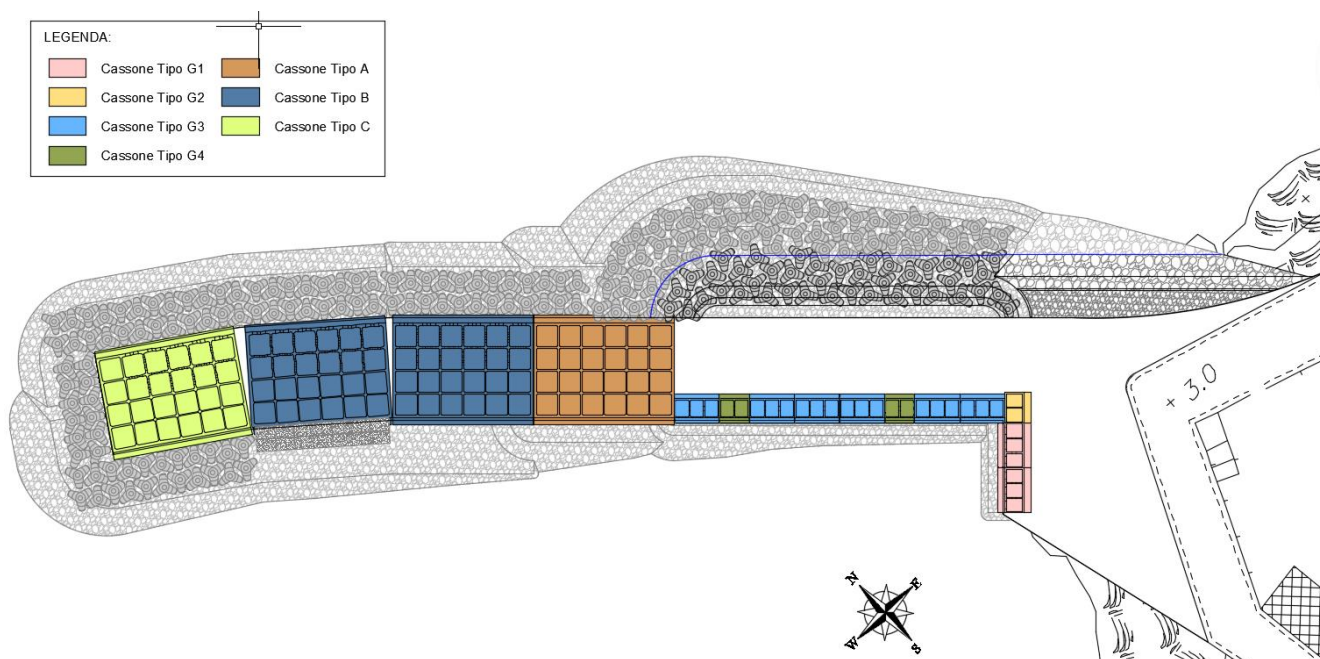 LEGENDA:
Cassone Tipo G1
Cassone Tipo A
Cassone Tipo G2
Cassone Tipo B
Cassone Tipo G3
Cassone Tipo C
Cassone Tipo G4
+ 3.0
N
E
W
S